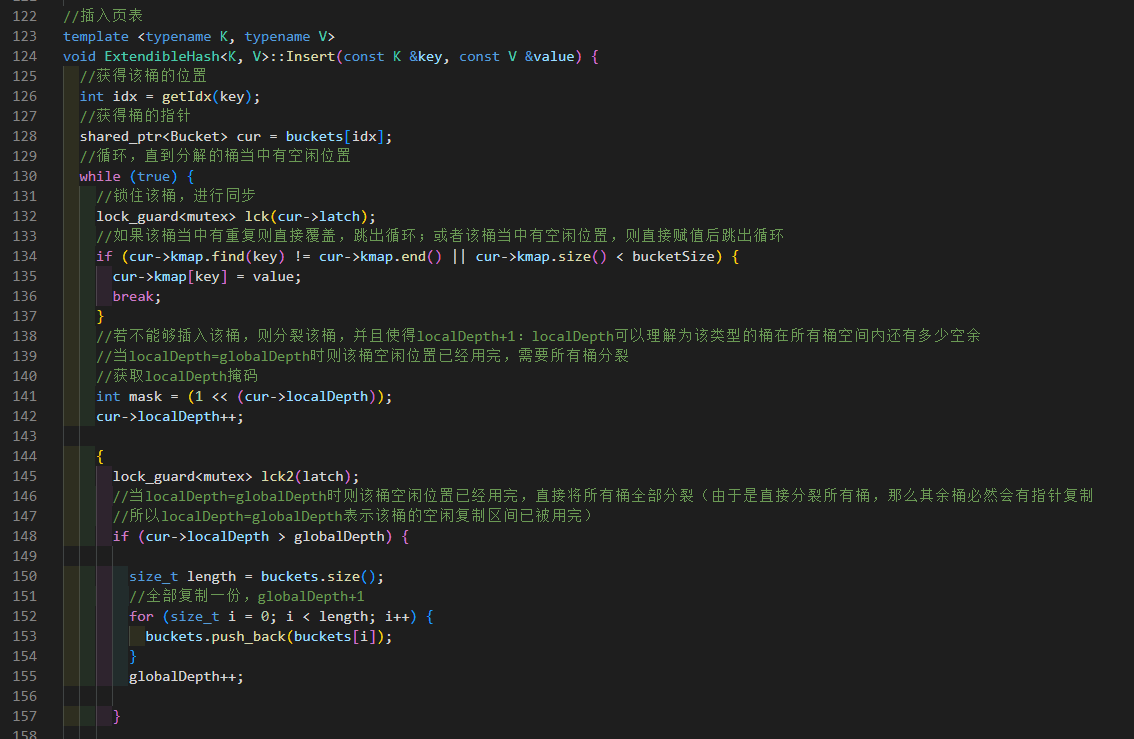 122 //插入页表
123 template <typename K, typename V>
124 void ExtendibleHash<K, V>::Insert(const K &key, const V &value) {
125 //获得该桶的位置
126 int idx = getIdx(key);
127 //获得桶的指针
128 shared_ptr<Bucket> cur = buckets[idx];
129 //循环，直到分解的桶当中有空闲位置
130 while (true) {
131 //锁住该桶，进行同步
132 lock_guard<mutex> lck(cur->latch);
133 //如果该桶当中有重复则直接覆盖，跳出循环；或者该桶当中有空闲位置，则直接赋值后跳出循环
134 if (cur->kmap.find(key) != cur->kmap.end() || cur->kmap.size() < bucketSize) {
135 cur->kmap[key] = value;
136 break;
137 }
138 //若不能够插入该桶，则分裂该桶，并且使得localDepth+1：localDepth可以理解为该类型的桶在所有桶空间内还有多少空余
139 //当localDepth=globalDepth时则该桶空闲位置已经用完，需要所有桶分裂
140 //获取localDepth掩码
141 int mask = (1 << (cur->localDepth));
142 cur->localDepth++;
143
144 {
145 lock_guard<mutex> lck2(latch);
146 //当localDepth=globalDepth时则该桶空闲位置已经用完，直接将所有桶全部分裂（由于是直接分裂所有桶，那么其余桶必然会有指针复制
147 //所以localDepth=globalDepth表示该桶的空闲复制区间已被用完）
148 if (cur->localDepth > globalDepth) {
149
150 size_t length = buckets.size();
151 //全部复制一份，globalDepth+1
152 for (size_t i = 0; i < length; i++) {
153 buckets.push_back(buckets[i]);
154 }
155 globalDepth++;
156
157 }
158